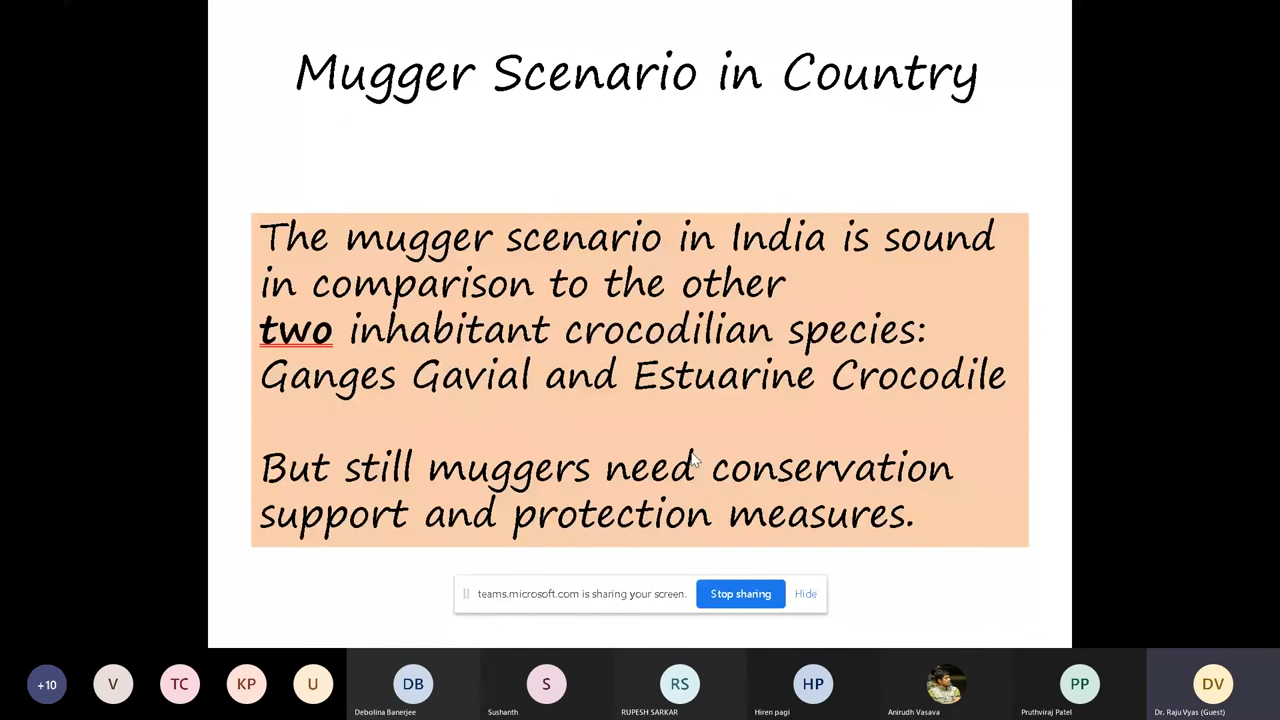 Mugger Scenario in Country
The mugger scenario in India is sound
in comparison to the other
two inhabitant crocodilian species:
Ganges Gavial and Estuarine Crocodile
But still muggers need conservation
support and protection measures.
teams.microsoft.com is sharing your screen.
Stop sharing
Hide
+10
V
TC
KP
U
DB
S
RS
HP
PP
DV
Debolina Banerjee
Sushanth
RUPESH SARKAR
Hiren pagi
Anirudh Vasava
Pruthviraj Patel
Dr. Raju Vyas (Guest)